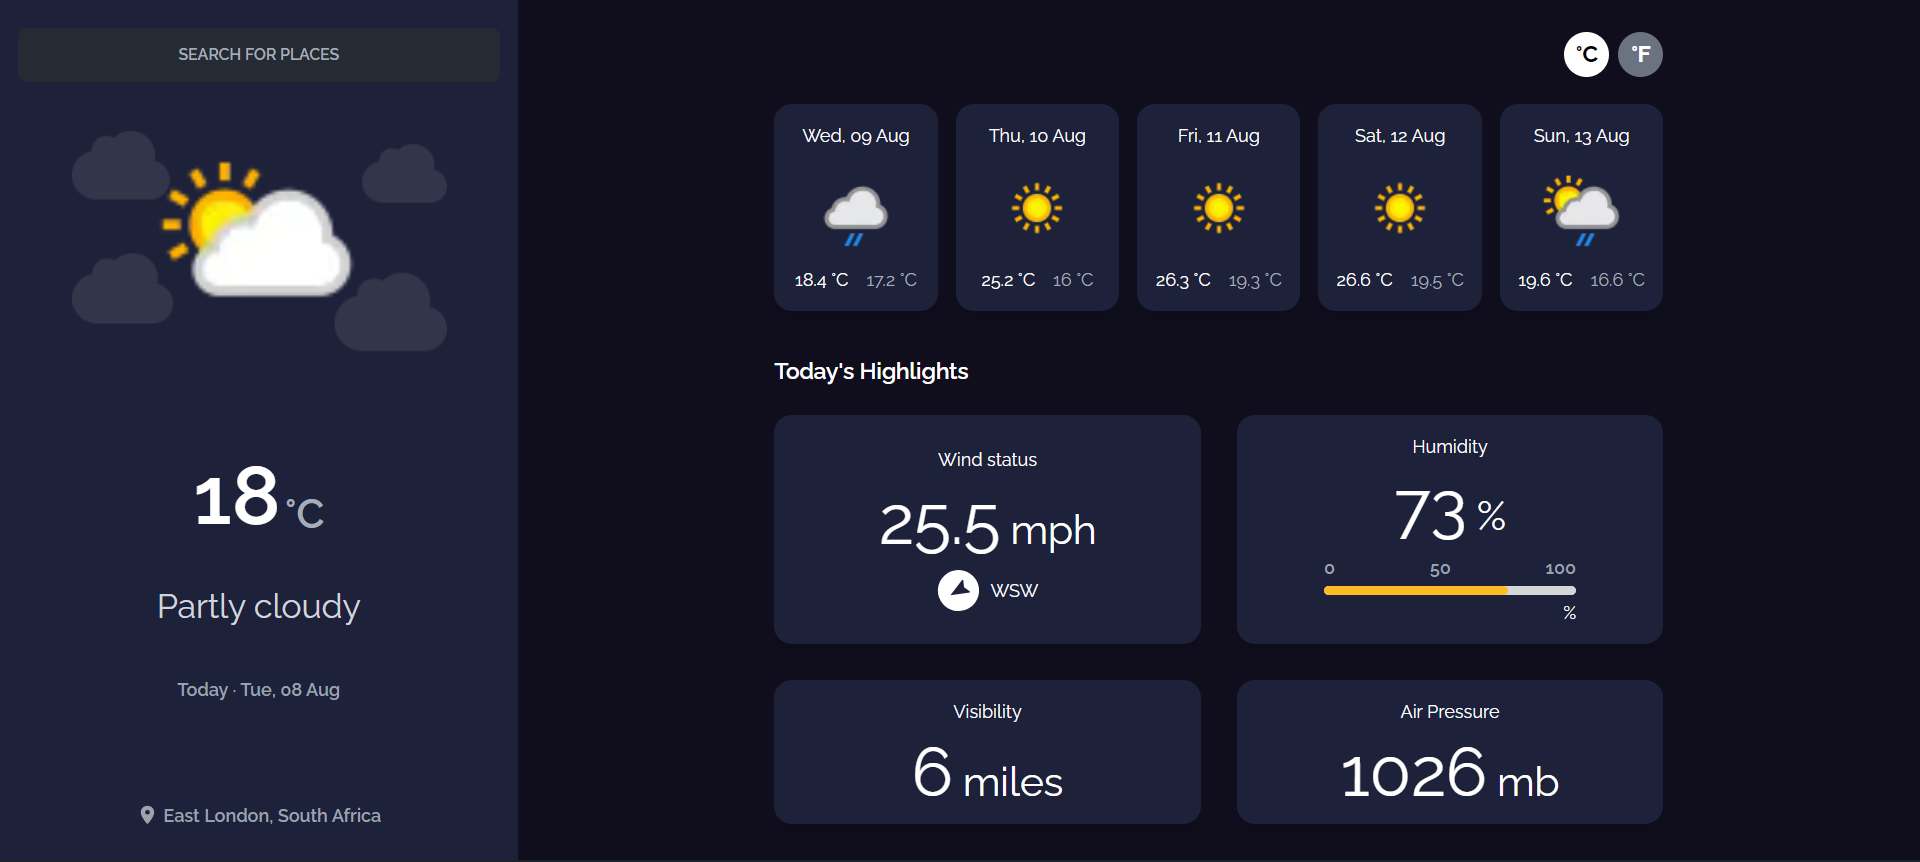 SEARCH FOR PLACES
18 °C
Partly cloudy
Today · Tue, 08 Aug
East London, South Africa
°C °F
Wed, 09 Aug
18.4 °C 17.2 °C
Thu, 10 Aug
25.2 °C 16 °C
Fri, 11 Aug
26.3 °C 19.3 °C
Sat, 12 Aug
26.6 °C 19.5 °C
Sun, 13 Aug
19.6 °C 16.6 °C
Today's Highlights
Wind status
25.5 mph
WSW
Humidity
73 %
0 50 100
%
Visibility
6 miles
Air Pressure
1026 mb